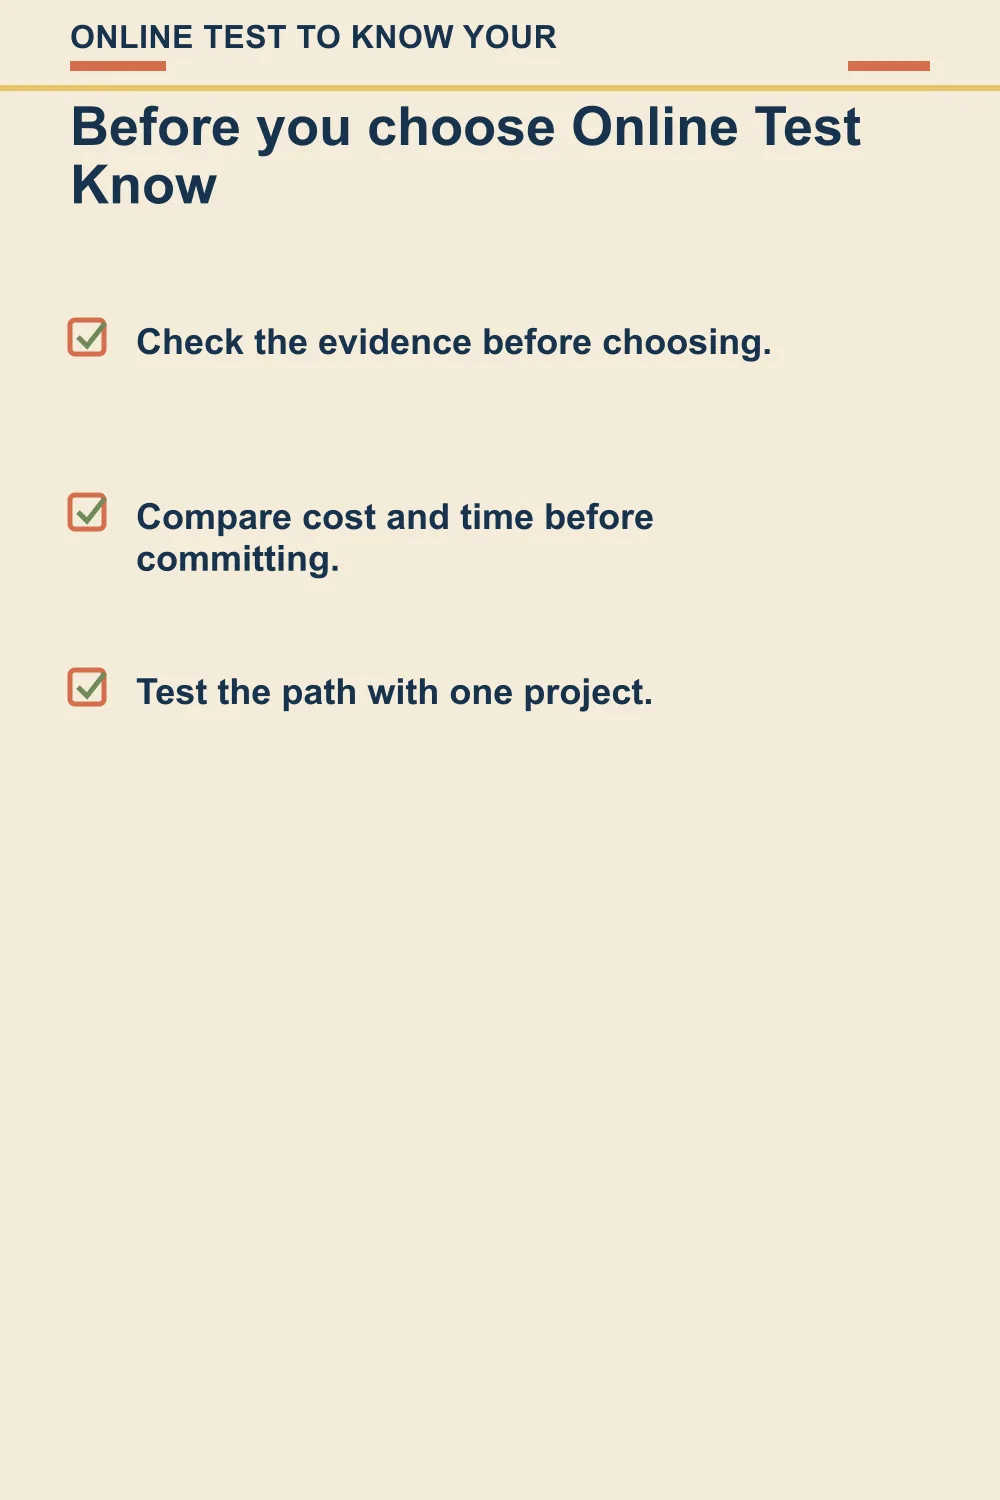 ONLINE TEST TO KNOW YOUR
Before you choose Online Test
Know
Check the evidence before choosing.
Compare cost and time before
committing.
Test the path with one project.